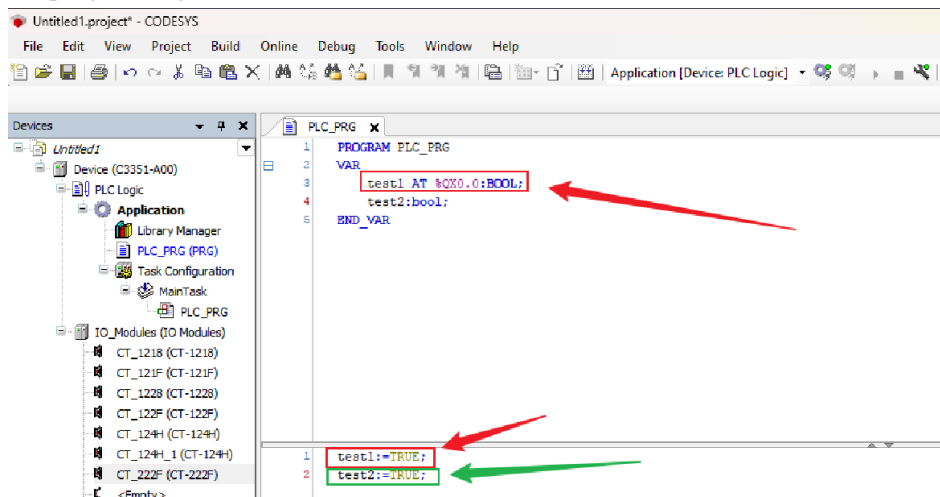 Untitled1.project* - CODESYS
File Edit View Project Build Online Debug Tools Window Help
Application [Device: PLC Logic]
Devices
PLC_PRG
Untitled1
Device (C3351-A00)
PLC Logic
Application
Library Manager
PLC_PRG (PRG)
Task Configuration
MainTask
PLC_PRG
IO_Modules (IO Modules)
CT_1218 (CT-1218)
CT_121F (CT-121F)
CT_1228 (CT-1228)
CT_122F (CT-122F)
CT_124H (CT-124H)
CT_124H_1 (CT-124H)
CT_222F (CT-222F)
<Empty>
1 PROGRAM PLC_PRG
2 VAR
3 test1 AT %QX0.0:BOOL;
4 test2:bool;
5 END_VAR
1 test1:=TRUE;
2 test2:=TRUE;